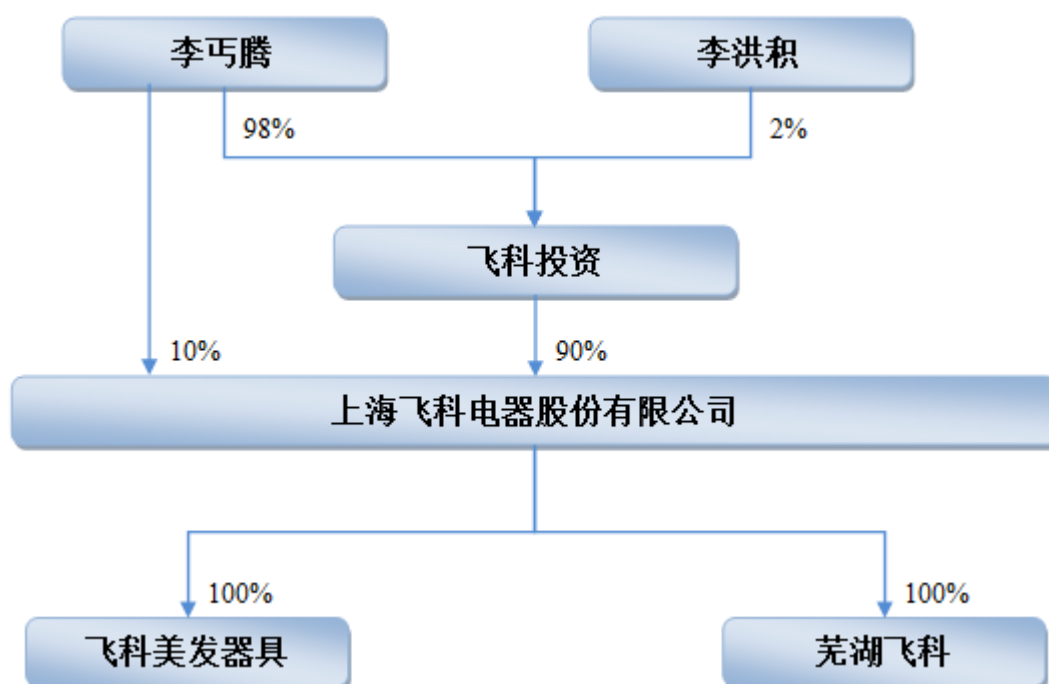 李丐腾
李洪积
98%
2%
飞科投资
10%
90%
上海飞科电器股份有限公司
100%
100%
飞科美发器具
芜湖飞科